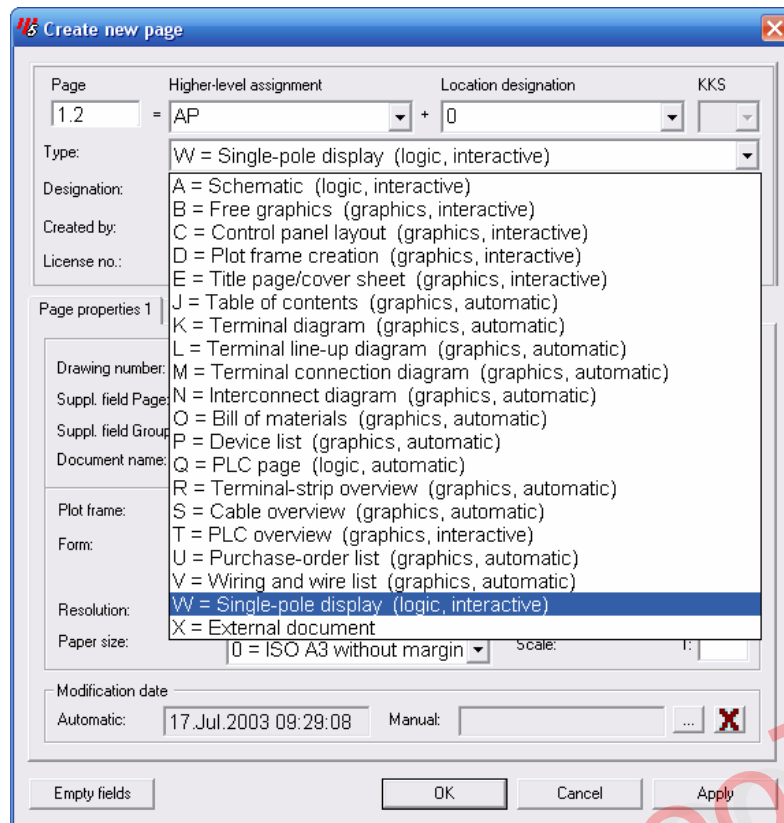 Create new page
Page Higher-level assignment Location designation KKS
1.2 = AP + 0
Type: W = Single-pole display (logic, interactive)
Designation:
Created by:
License no.:
A = Schematic (logic, interactive)
B = Free graphics (graphics, interactive)
C = Control panel layout (graphics, interactive)
D = Plot frame creation (graphics, interactive)
E = Title page/cover sheet (graphics, interactive)
J = Table of contents (graphics, automatic)
K = Terminal diagram (graphics, automatic)
L = Terminal line-up diagram (graphics, automatic)
M = Terminal connection diagram (graphics, automatic)
N = Interconnect diagram (graphics, automatic)
O = Bill of materials (graphics, automatic)
P = Device list (graphics, automatic)
Q = PLC page (logic, automatic)
R = Terminal-strip overview (graphics, automatic)
S = Cable overview (graphics, automatic)
T = PLC overview (graphics, interactive)
U = Purchase-order list (graphics, automatic)
V = Wiring and wire list (graphics, automatic)
W = Single-pole display (logic, interactive)
X = External document
Page properties 1
Drawing number:
Suppl. field Page:
Suppl. field Group
Document name:
Plot frame:
Form:
Resolution:
Paper size: 0 = ISO A3 without margin Scale: 1:
Modification date
Automatic: 17.Jul.2003 09:29:08 Manual: ...
Empty fields OK Cancel Apply